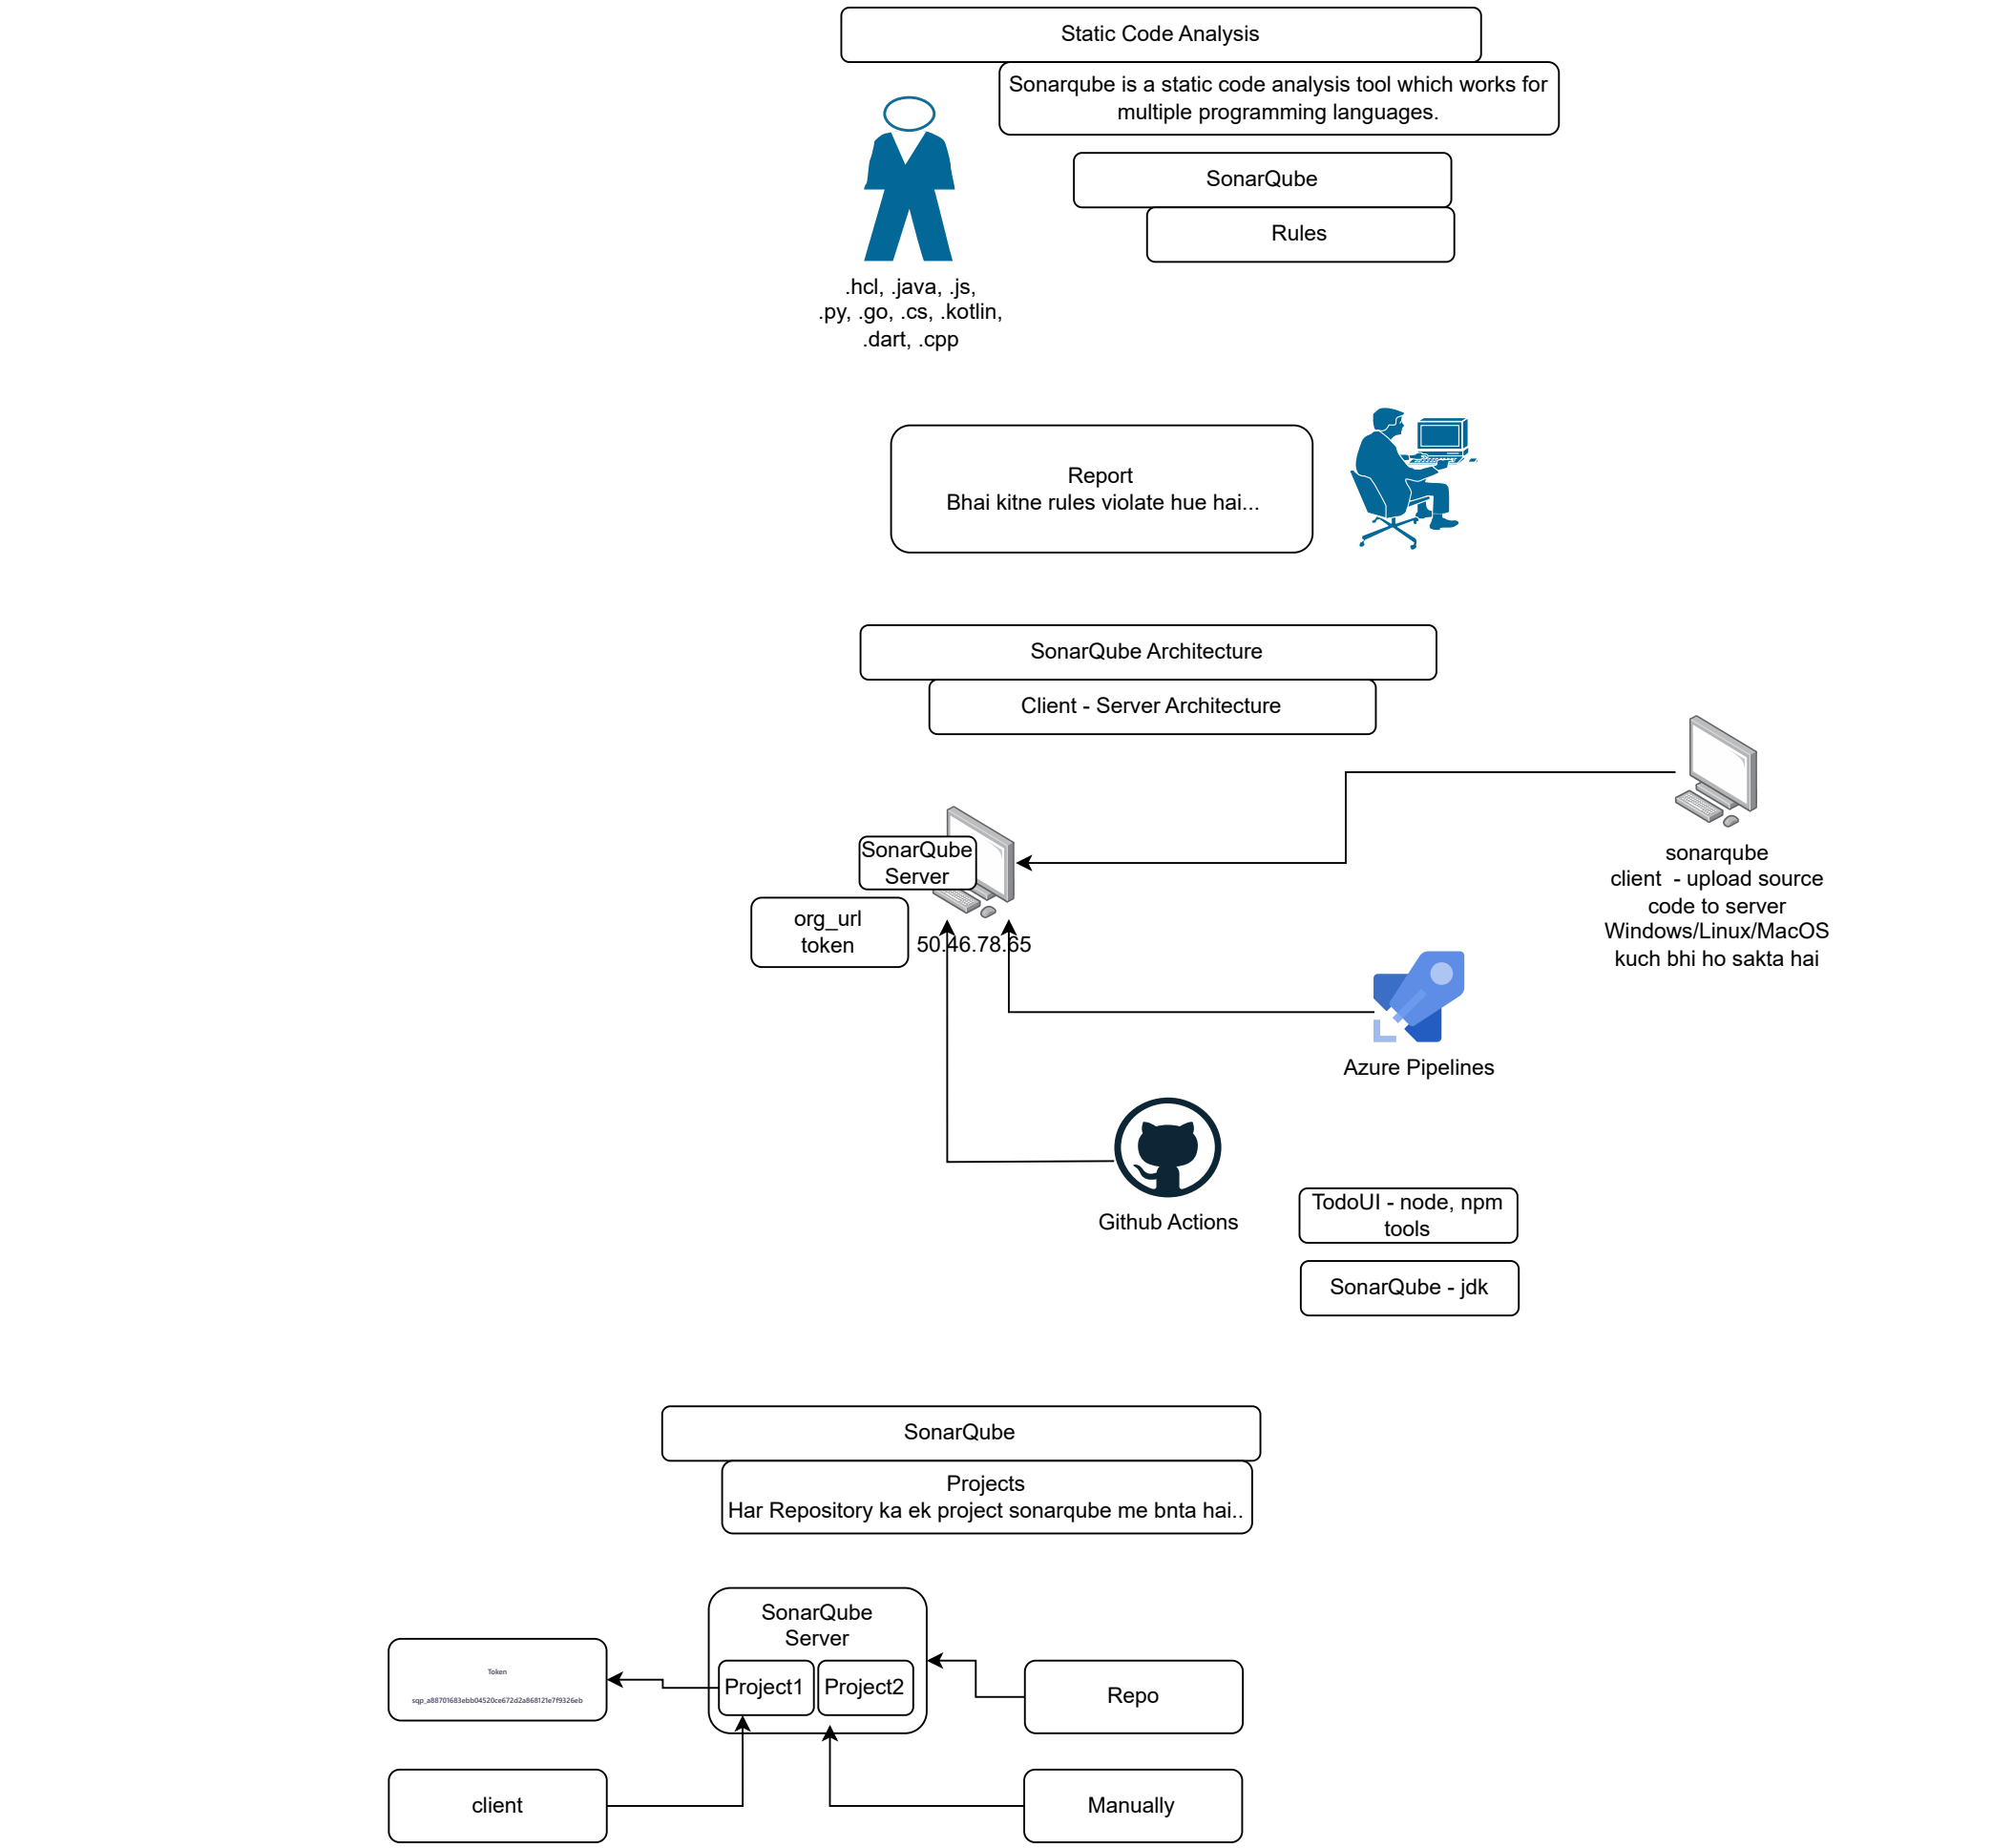 Static Code Analysis
Sonarqube is a static code analysis tool which works for
multiple programming languages.
SonarQube
Rules
.hcl, .java, .js,
.py, .go, .cs, .kotlin,
.dart, .cpp
Report
Bhai kitne rules violate hue hai...
SonarQube Architecture
Client - Server Architecture
SonarQube
Server
org_url
token
50.46.78.65
sonarqube
client  - upload source
code to server
Windows/Linux/MacOS
kuch bhi ho sakta hai
Azure Pipelines
Github Actions
TodoUI - node, npm
tools
SonarQube - jdk
SonarQube
Projects
Har Repository ka ek project sonarqube me bnta hai..
SonarQube
Server
Project1
Project2
Token
sqp_a88701683ebb04520ce672d2a868121e7f9326eb
Repo
client
Manually